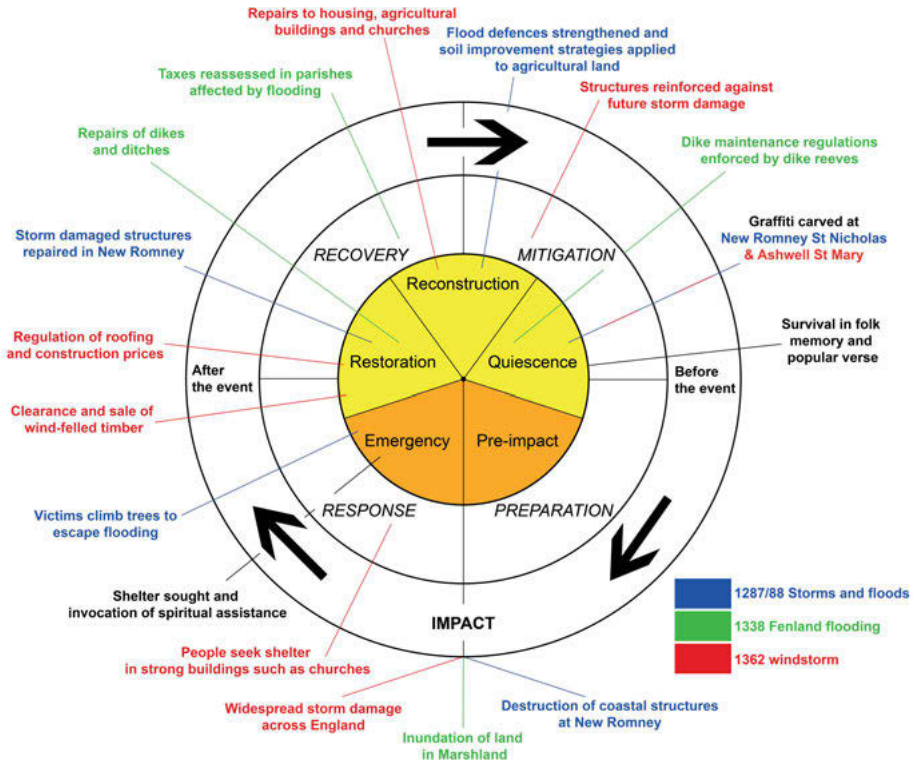 Repairs to housing, agricultural
buildings and churches
Flood defences strengthened and
soil improvement strategies applied
to agricultural land
Taxes reassessed in parishes
affected by flooding
Structures reinforced against
future storm damage
Repairs of dikes
and ditches
Dike maintenance regulations
enforced by dike reeves
Storm damaged structures
repaired in New Romney
Graffiti carved at
New Romney St Nicholas
& Ashwell St Mary
RECOVERY
MITIGATION
Reconstruction
Regulation of roofing
and construction prices
Survival in folk
memory and
popular verse
Restoration
Quiescence
After
the event
Before
the event
Clearance and sale of
wind-felled timber
Emergency
Pre-impact
Victims climb trees to
escape flooding
RESPONSE
PREPARATION
Shelter sought and
invocation of spiritual assistance
IMPACT
1287/88 Storms and floods
1338 Fenland flooding
1362 windstorm
People seek shelter
in strong buildings such as churches
Widespread storm damage
across England
Destruction of coastal structures
at New Romney
Inundation of land
in Marshland